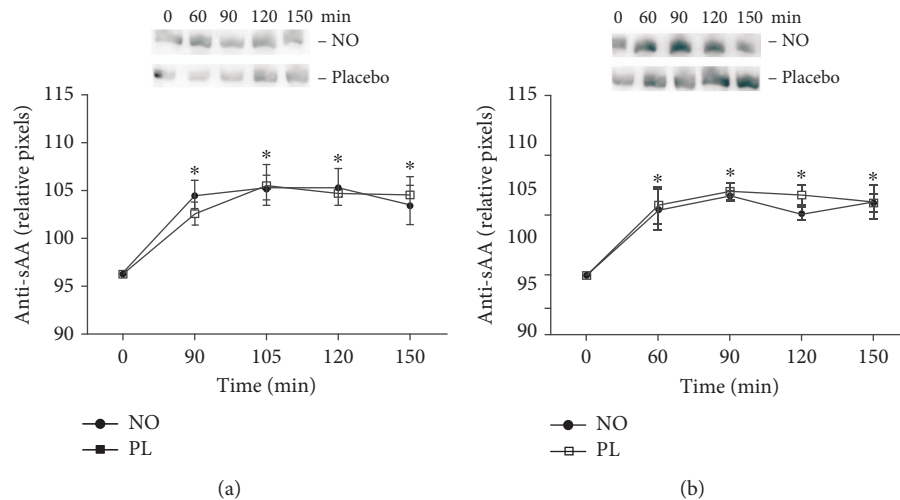 0 60 90 120 150 min
– NO
– Placebo
115
110
105
100
95
90
Anti-sAA (relative pixels)
* * * *
0 90 105 120 150
Time (min)
NO
PL
(a)
0 60 90 120 150 min
– NO
– Placebo
115
110
105
100
95
90
Anti-sAA (relative pixels)
* * * *
0 60 90 120 150
Time (min)
NO
PL
(b)